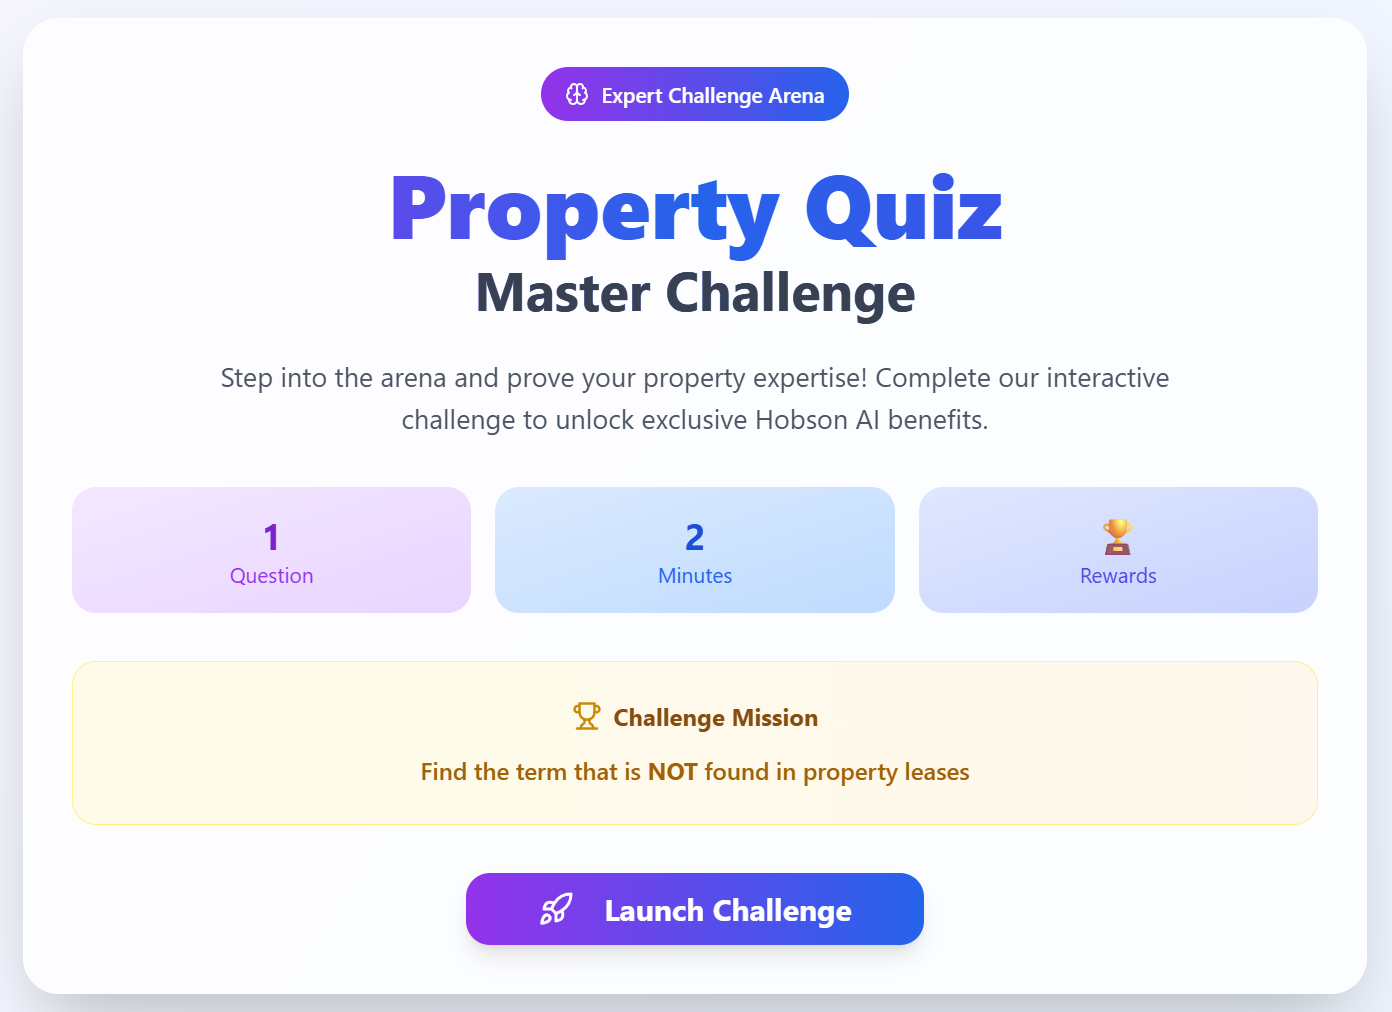 Expert Challenge Arena
Property Quiz
Master Challenge
Step into the arena and prove your property expertise! Complete our interactive
challenge to unlock exclusive Hobson AI benefits.
1
Question
2
Minutes
Rewards
Challenge Mission
Find the term that is NOT found in property leases
Launch Challenge